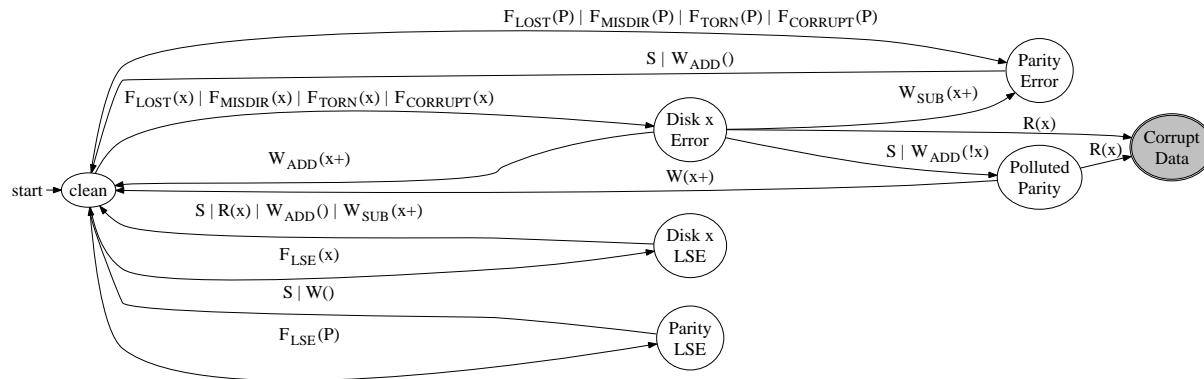 F_LOST(P) | F_MISDIR(P) | F_TORN(P) | F_CORRUPT(P)
S | W_ADD()
Parity
Error
F_LOST(x) | F_MISDIR(x) | F_TORN(x) | F_CORRUPT(x)
W_SUB(x+)
Disk x
Error
R(x)
Corrupt
Data
W_ADD(x+)
S | W_ADD(!x)
R(x)
Polluted
Parity
W(x+)
start
clean
S | R(x) | W_ADD() | W_SUB(x+)
Disk x
LSE
F_LSE(x)
S | W()
Parity
LSE
F_LSE(P)